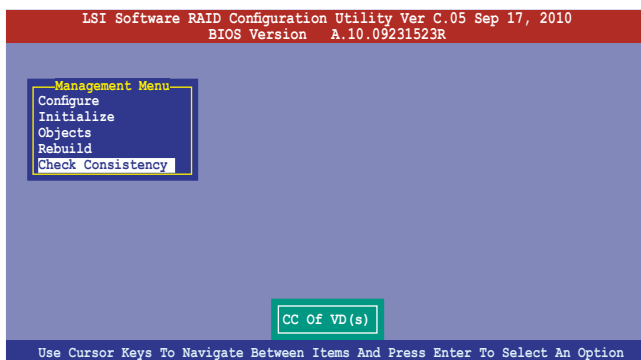 LSI Software RAID Configuration Utility Ver C.05 Sep 17, 2010
BIOS Version A.10.09231523R
Management Menu
Configure
Initialize
Objects
Rebuild
Check Consistency
CC Of VD(s)
Use Cursor Keys To Navigate Between Items And Press Enter To Select An Option